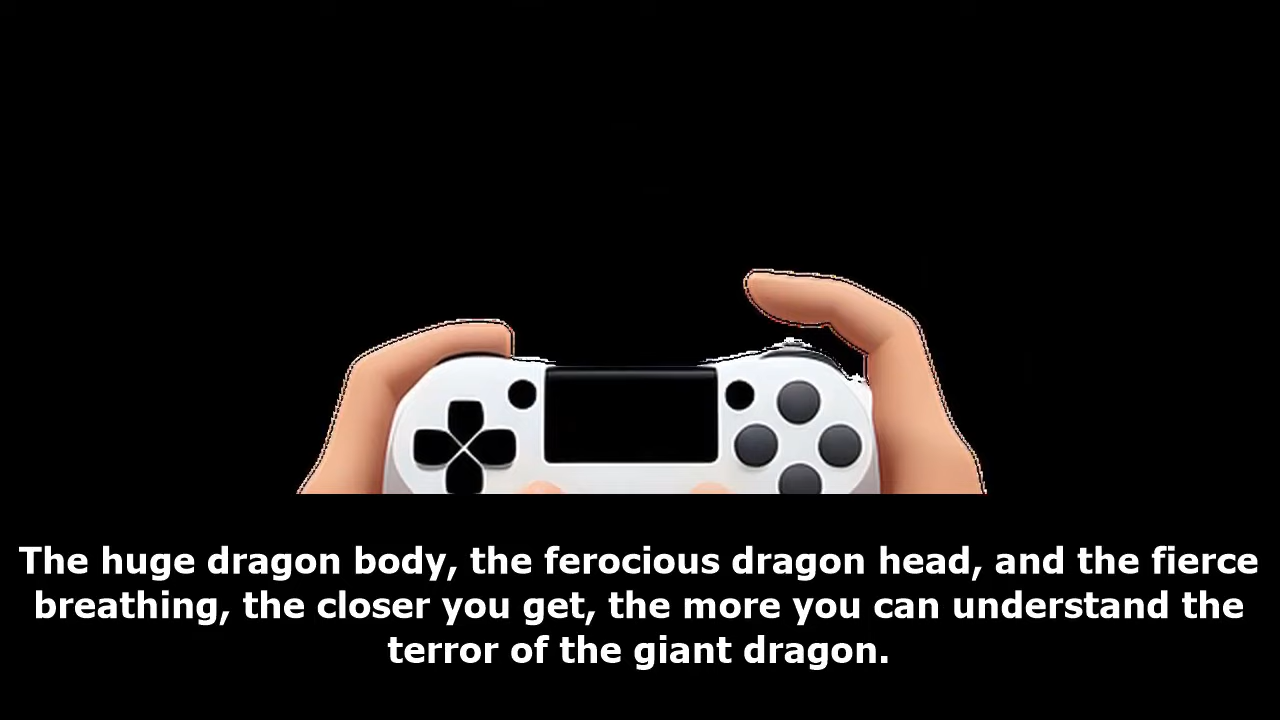 The huge dragon body, the ferocious dragon head, and the fierce
breathing, the closer you get, the more you can understand the
terror of the giant dragon.